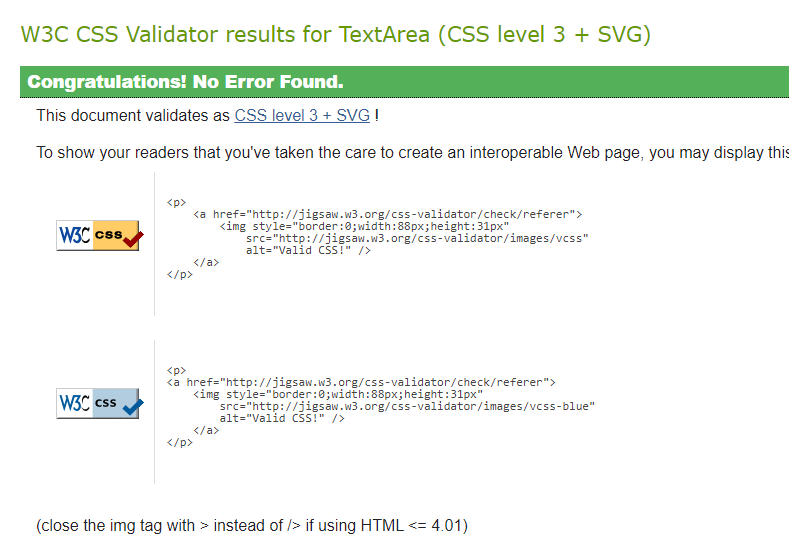 W3C CSS Validator results for TextArea (CSS level 3 + SVG)
Congratulations! No Error Found.
This document validates as CSS level 3 + SVG !
To show your readers that you've taken the care to create an interoperable Web page, you may display this
W3C css
<p>
<a href="http://jigsaw.w3.org/css-validator/check/referer">
<img style="border:0;width:88px;height:31px"
src="http://jigsaw.w3.org/css-validator/images/vcss"
alt="Valid CSS!" />
</a>
</p>
W3C css
<p>
<a href="http://jigsaw.w3.org/css-validator/check/referer">
<img style="border:0;width:88px;height:31px"
src="http://jigsaw.w3.org/css-validator/images/vcss-blue"
alt="Valid CSS!" />
</a>
</p>
(close the img tag with > instead of /> if using HTML <= 4.01)